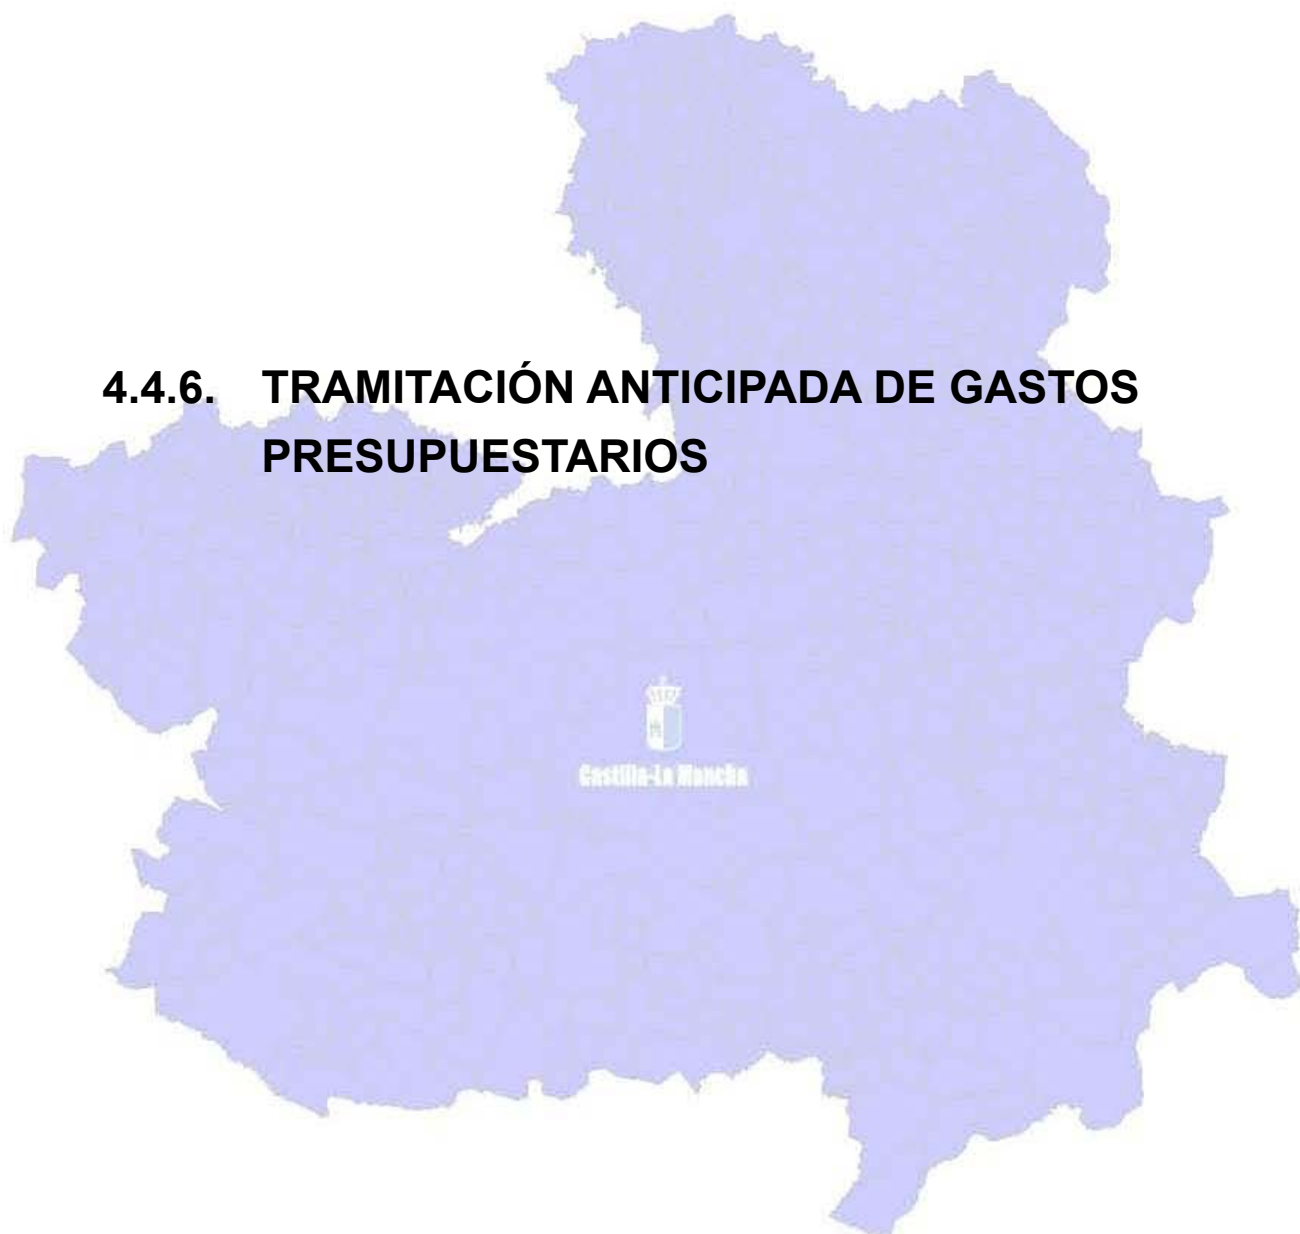 4.4.6. TRAMITACIÓN ANTICIPADA DE GASTOS
PRESUPUESTARIOS
Castilla-La Mancha